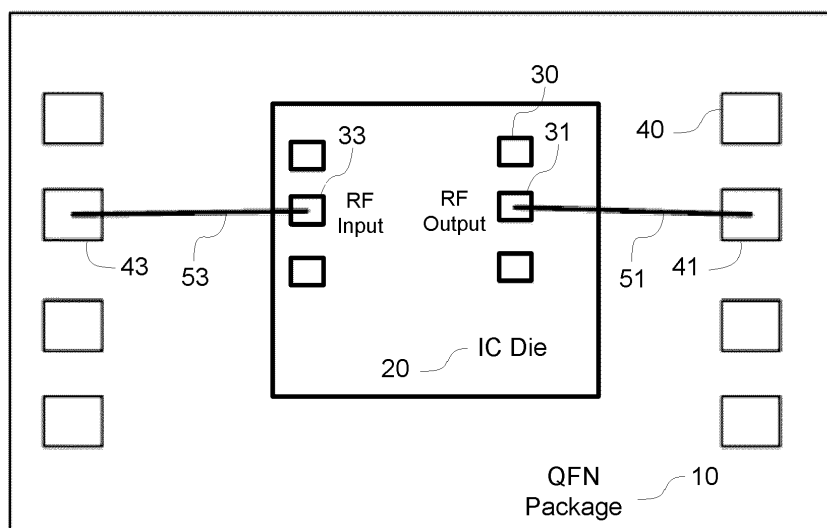 30
40
33
31
RF
Input
RF
Output
43
53
51
41
IC Die
20
QFN
Package
10